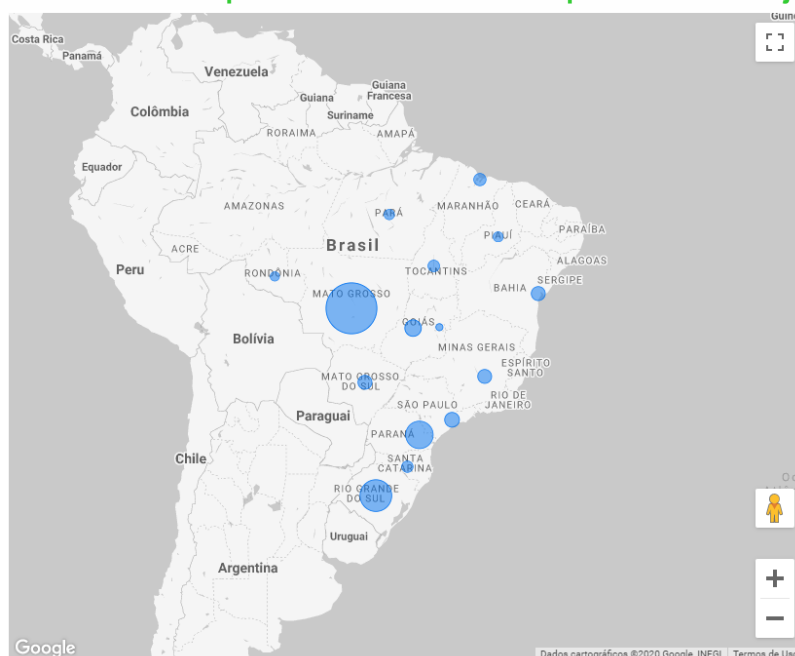 Costa Rica
Panamá
Venezuela
Guiana
Guiana
Francesa
Suriname
Colômbia
RORAIMA
AMAPÁ
Equador
AMAZONAS
PARÁ
MARANHÃO
CEARÁ
PIAUÍ
PARAÍBA
Brasil
ACRE
ALAGOAS
Peru
RONDÔNIA
TOCANTINS
SERGIPE
BAHIA
MATO GROSSO
GOIÁS
Bolívia
MINAS GERAIS
ESPÍRITO
SANTO
MATO GROSSO
DO SUL
RIO DE
JANEIRO
SÃO PAULO
Paraguai
PARANÁ
Chile
SANTA
CATARINA
RIO GRANDE
DO SUL
Uruguai
Argentina
Google
Dados cartográficos ©2020 Google, INEGI
Termos de